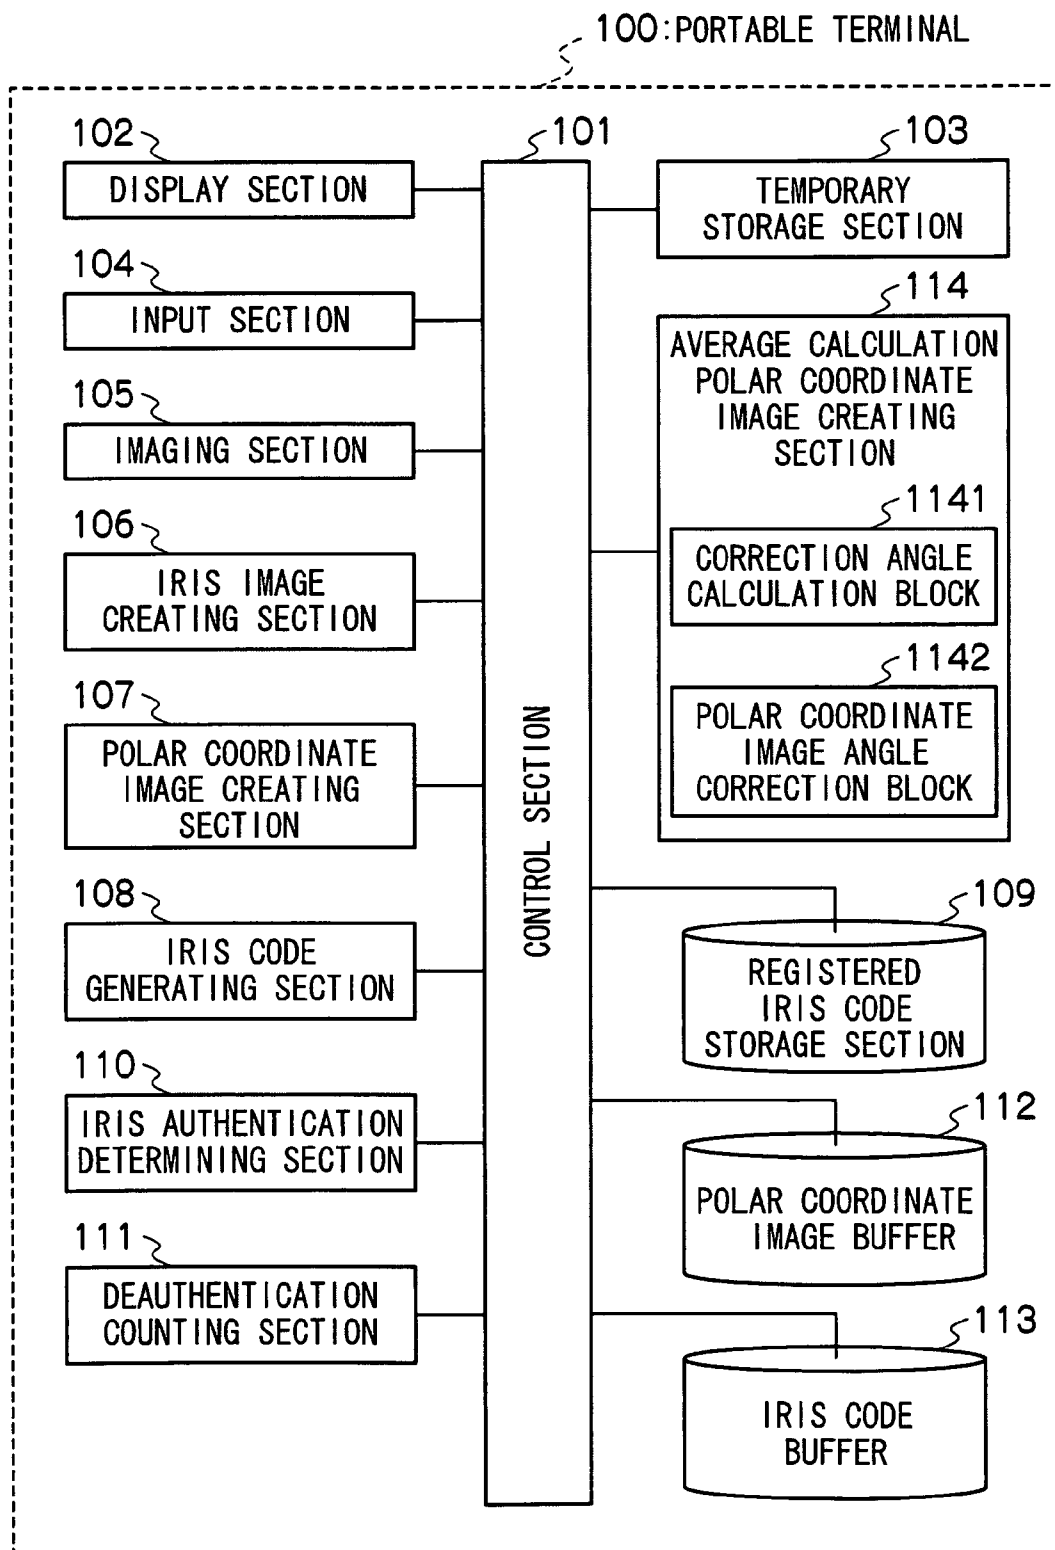 100:PORTABLE TERMINAL
102
DISPLAY SECTION
104
INPUT SECTION
105
IMAGING SECTION
106
IRIS IMAGE
CREATING SECTION
107
POLAR COORDINATE
IMAGE CREATING
SECTION
108
IRIS CODE
GENERATING SECTION
110
IRIS AUTHENTICATION
DETERMINING SECTION
111
DEAUTHENTICATION
COUNTING SECTION
101
CONTROL SECTION
103
TEMPORARY
STORAGE SECTION
114
AVERAGE CALCULATION
POLAR COORDINATE
IMAGE CREATING
SECTION
1141
CORRECTION ANGLE
CALCULATION BLOCK
1142
POLAR COORDINATE
IMAGE ANGLE
CORRECTION BLOCK
109
REGISTERED
IRIS CODE
STORAGE SECTION
112
POLAR COORDINATE
IMAGE BUFFER
113
IRIS CODE
BUFFER